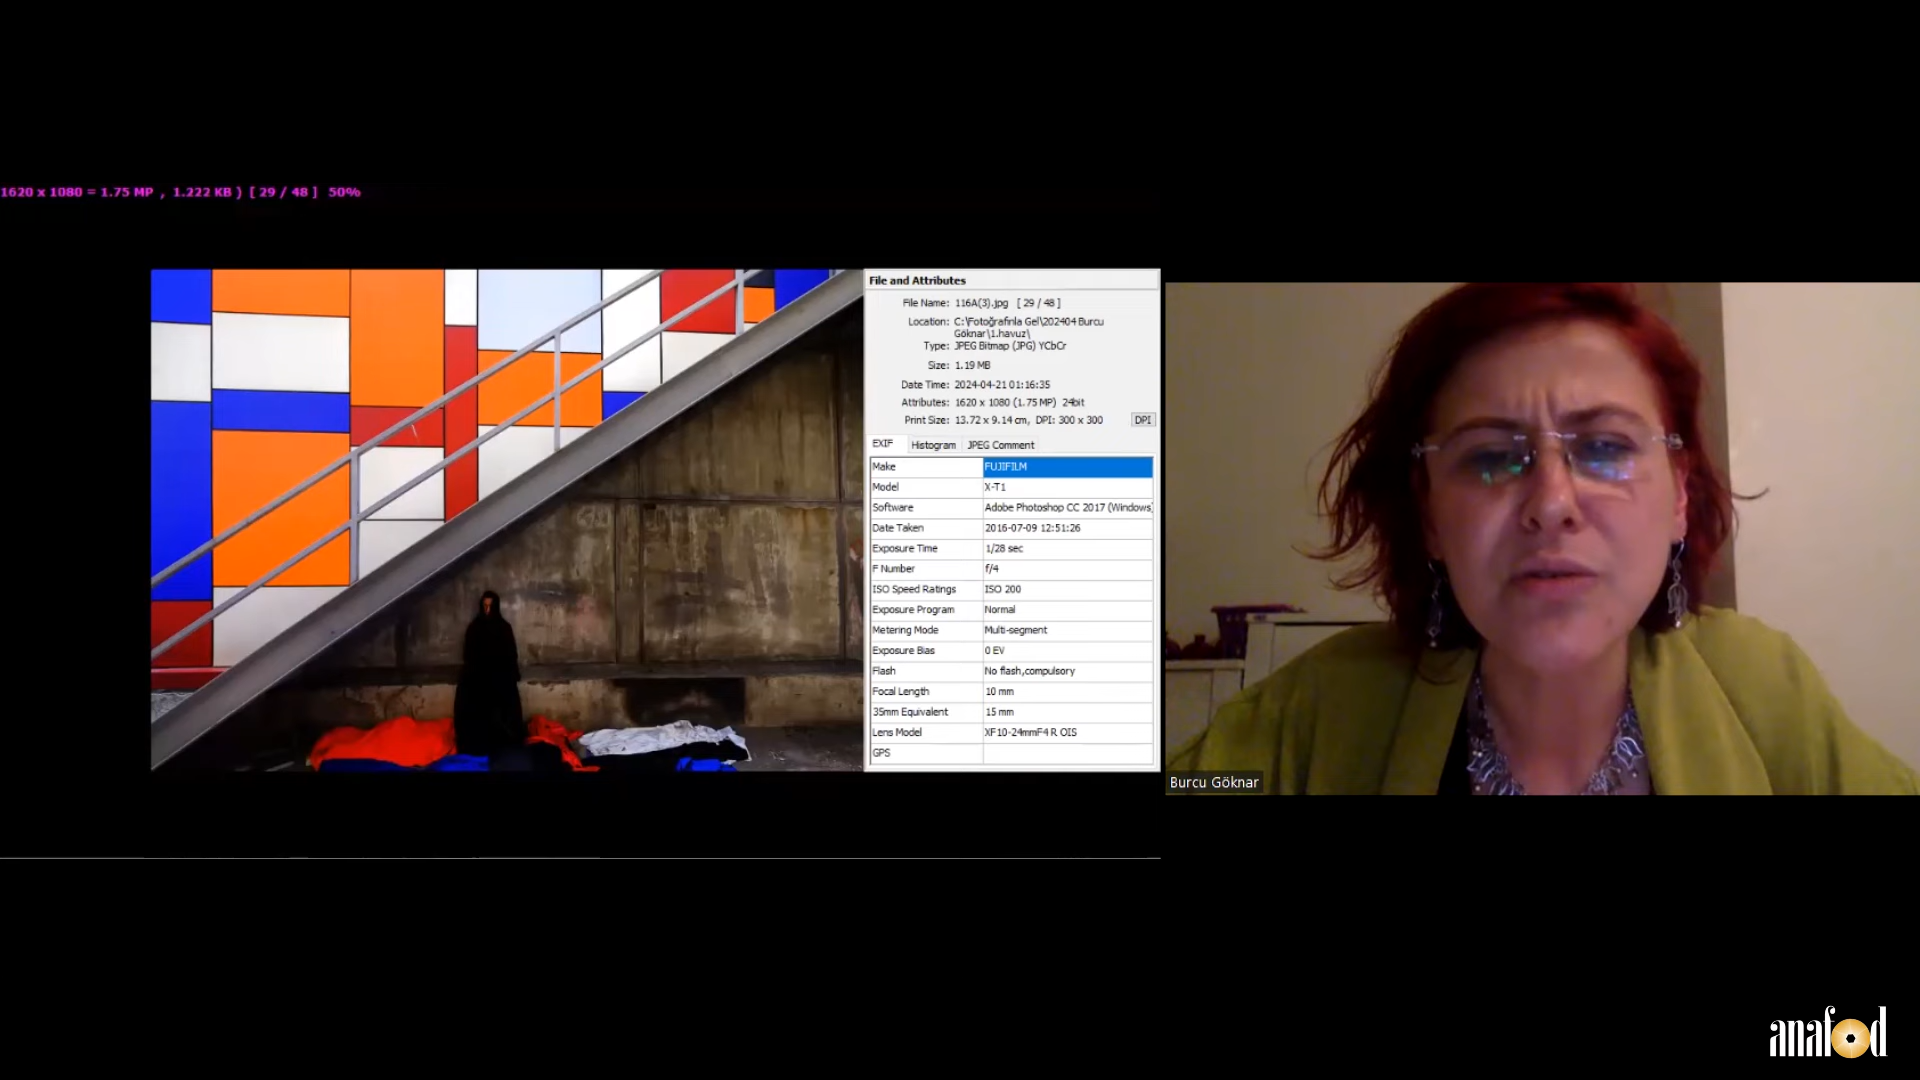 1620 x 1080 = 1.75 MP , 1.222 KB ) [ 29 / 48 ] 50%
File and Attributes
File Name: 116A(3).jpg [ 29 / 48 ]
Location: C:\Fotoğrafınla Gel\202404 Burcu
Göknar\1.havuz\
Type: JPEG Bitmap (JPG) YCbCr
Size: 1.19 MB
Date Time: 2024-04-21 01:16:35
Attributes: 1620 x 1080 (1.75 MP) 24bit
Print Size: 13.72 x 9.14 cm, DPI: 300 x 300 DPI
EXIF Histogram JPEG Comment
Make FUJIFILM
Model X-T1
Software Adobe Photoshop CC 2017 (Windows)
Date Taken 2016-07-09 12:51:26
Exposure Time 1/28 sec
F Number f/4
ISO Speed Ratings ISO 200
Exposure Program Normal
Metering Mode Multi-segment
Exposure Bias 0 EV
Flash No flash,compulsory
Focal Length 10 mm
35mm Equivalent 15 mm
Lens Model XF10-24mmF4 R OIS
GPS
Burcu Göknar
anafod